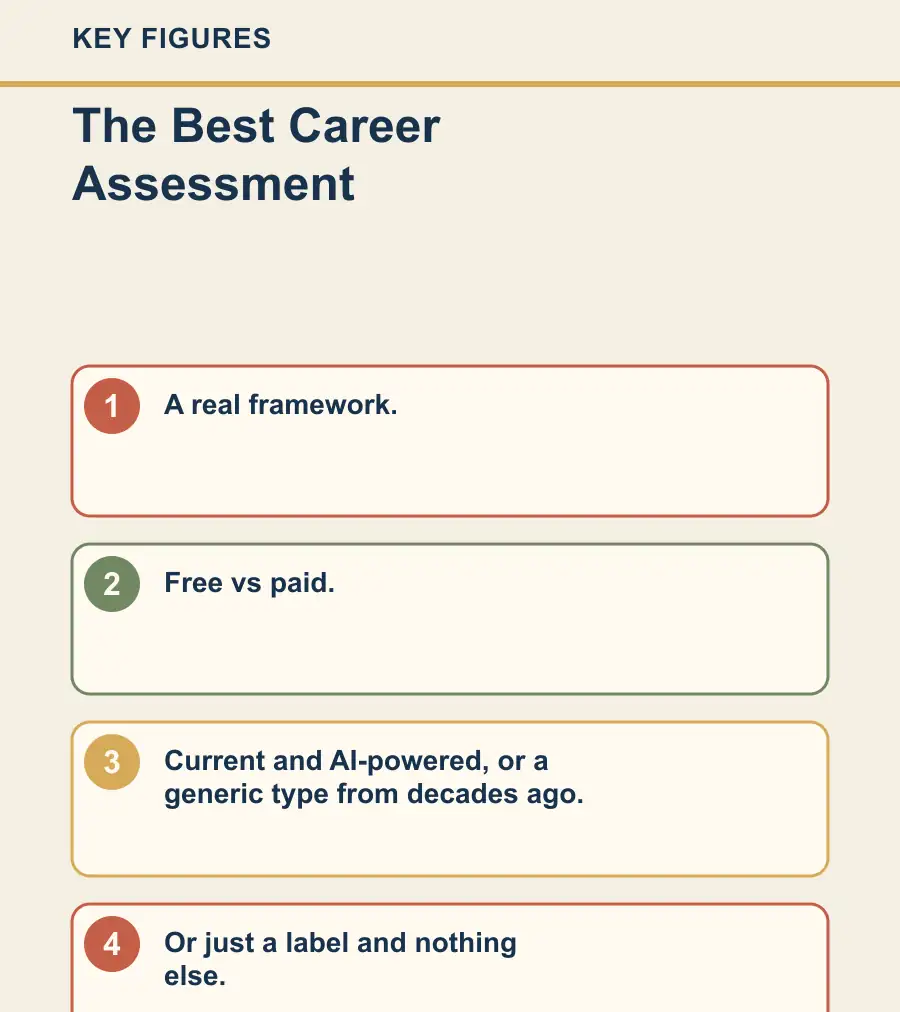 KEY FIGURES
The Best Career
Assessment
1
A real framework.
2
Free vs paid.
3
Current and AI-powered, or a
generic type from decades ago.
4
Or just a label and nothing
else.